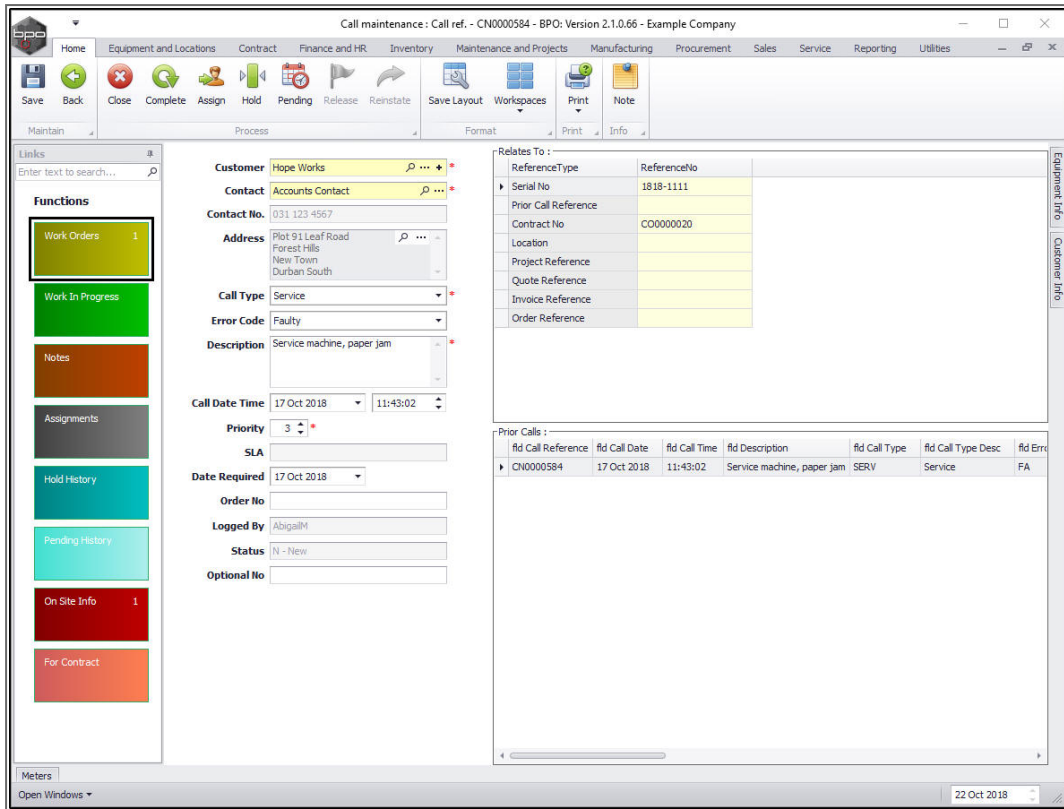 bpo
Call maintenance : Call ref. - CN0000584 - BPO: Version 2.1.0.66 - Example Company
Home Equipment and Locations Contract Finance and HR Inventory Maintenance and Projects Manufacturing Procurement Sales Service Reporting Utilities
Save Back Close Complete Assign Hold Pending Release Reinstate Save Layout Workspaces Print Note
Maintain Process Format Print Info
Links
Enter text to search...
Functions
Work Orders 1
Work In Progress
Notes
Assignments
Hold History
Pending History
On Site Info 1
For Contract
Customer Hope Works *
Contact Accounts Contact *
Contact No. 031 123 4567
Address Plot 91 Leaf Road
Forest Hills
New Town
Durban South
Call Type Service *
Error Code Faulty
Description Service machine, paper jam *
Call Date Time 17 Oct 2018 11:43:02
Priority 3 *
SLA
Date Required 17 Oct 2018
Order No
Logged By AbigailM
Status N - New
Optional No
Relates To :
ReferenceType ReferenceNo
Serial No 1818-1111
Prior Call Reference
Contract No CO0000020
Location
Project Reference
Quote Reference
Invoice Reference
Order Reference
Prior Calls :
fld Call Reference fld Call Date fld Call Time fld Description fld Call Type fld Call Type Desc fld Erro
CN0000584 17 Oct 2018 11:43:02 Service machine, paper jam SERV Service FA
Equipment Info
Customer Info
Meters
Open Windows
22 Oct 2018